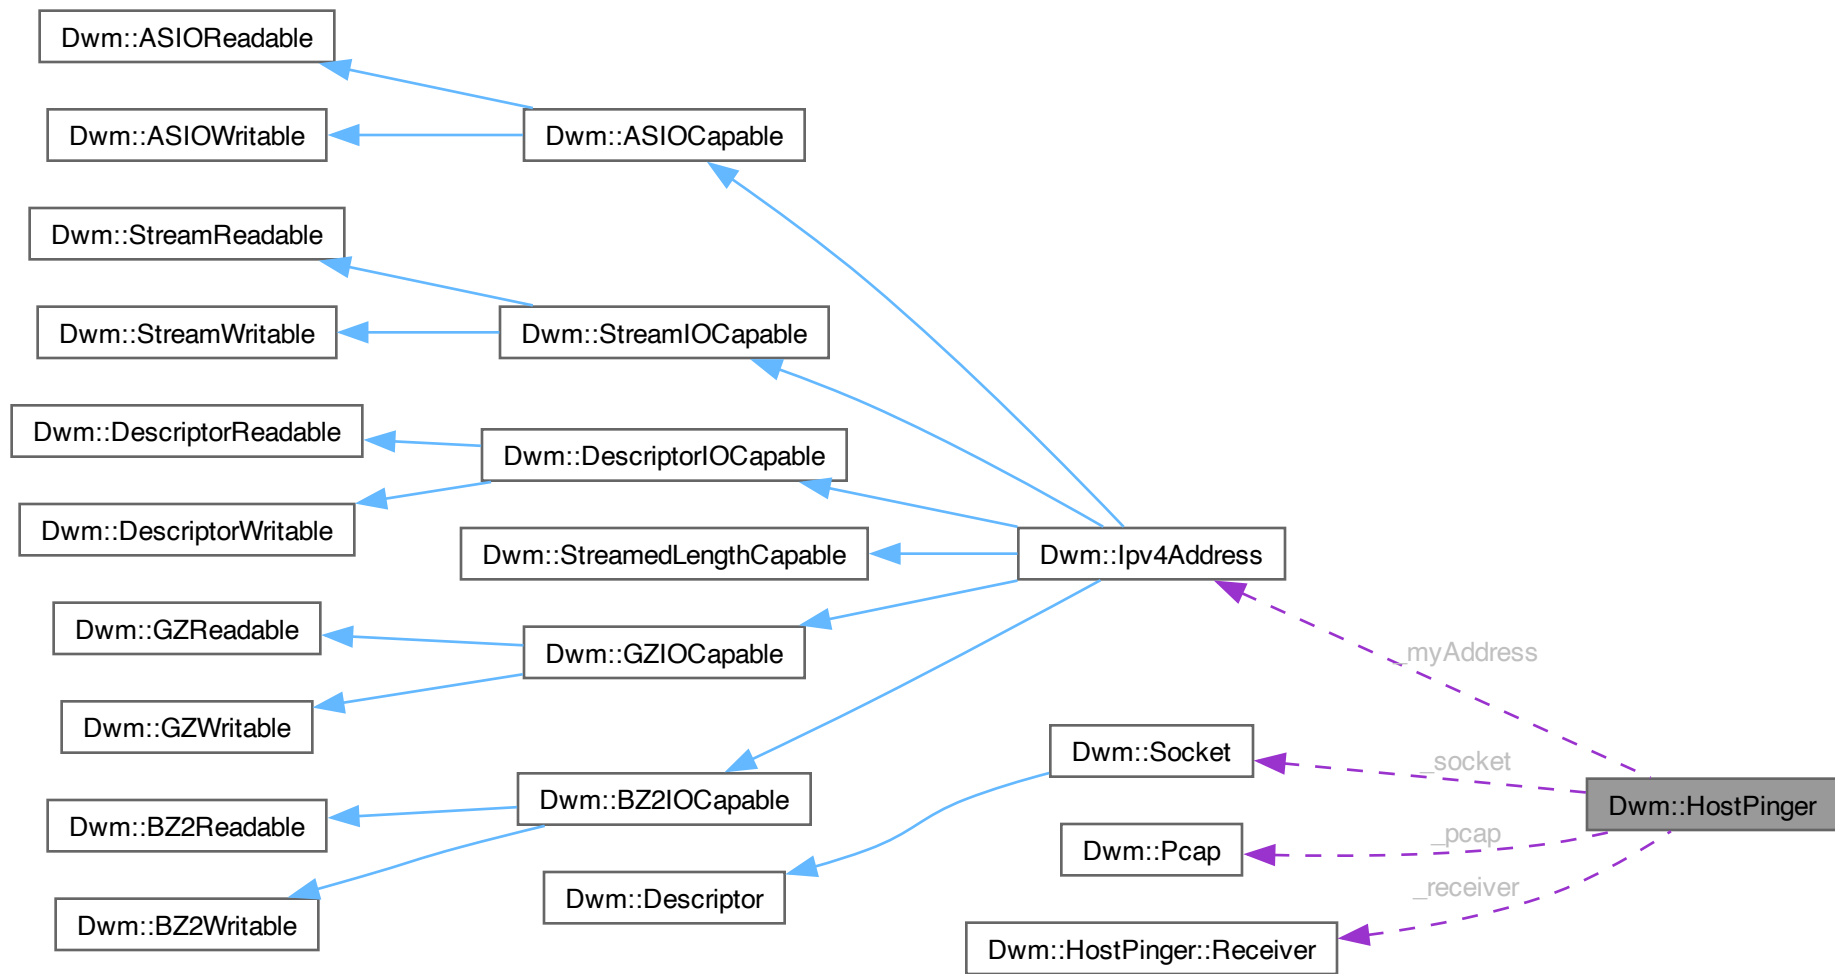 Dwm::ASIOReadable
Dwm::ASIOWritable
Dwm::ASIOCapable
Dwm::StreamReadable
Dwm::StreamWritable
Dwm::StreamIOCapable
Dwm::DescriptorReadable
Dwm::DescriptorIOCapable
Dwm::DescriptorWritable
Dwm::StreamedLengthCapable
Dwm::Ipv4Address
Dwm::GZReadable
Dwm::GZIOCapable
_myAddress
Dwm::GZWritable
Dwm::Socket
_socket
Dwm::BZ2IOCapable
Dwm::HostPinger
Dwm::BZ2Readable
_pcap
Dwm::Pcap
_receiver
Dwm::Descriptor
Dwm::BZ2Writable
Dwm::HostPinger::Receiver